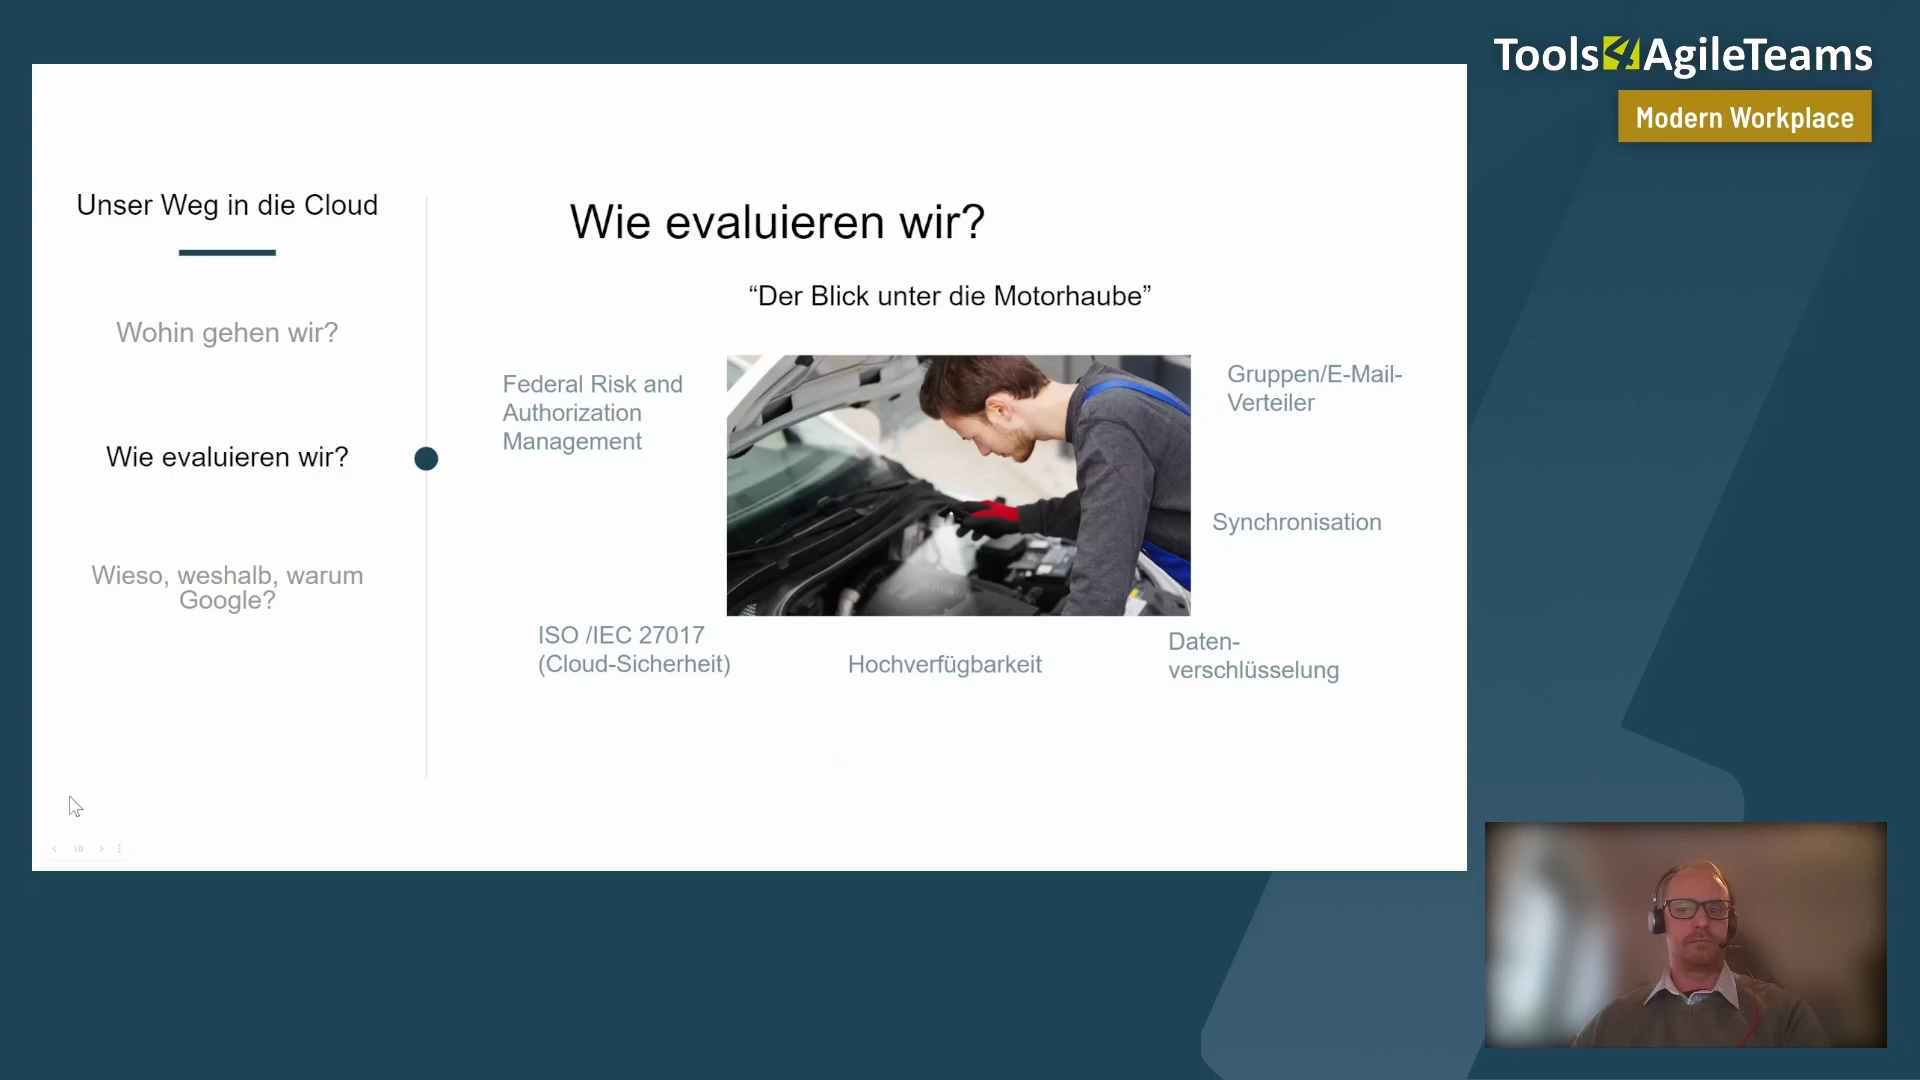 Tools4AgileTeams
Modern Workplace
Unser Weg in die Cloud
Wohin gehen wir?
Wie evaluieren wir?
Wieso, weshalb, warum
Google?
Wie evaluieren wir?
“Der Blick unter die Motorhaube”
Federal Risk and
Authorization
Management
Gruppen/E-Mail-
Verteiler
Synchronisation
ISO /IEC 27017
(Cloud-Sicherheit)
Hochverfügbarkeit
Daten-
verschlüsselung
10